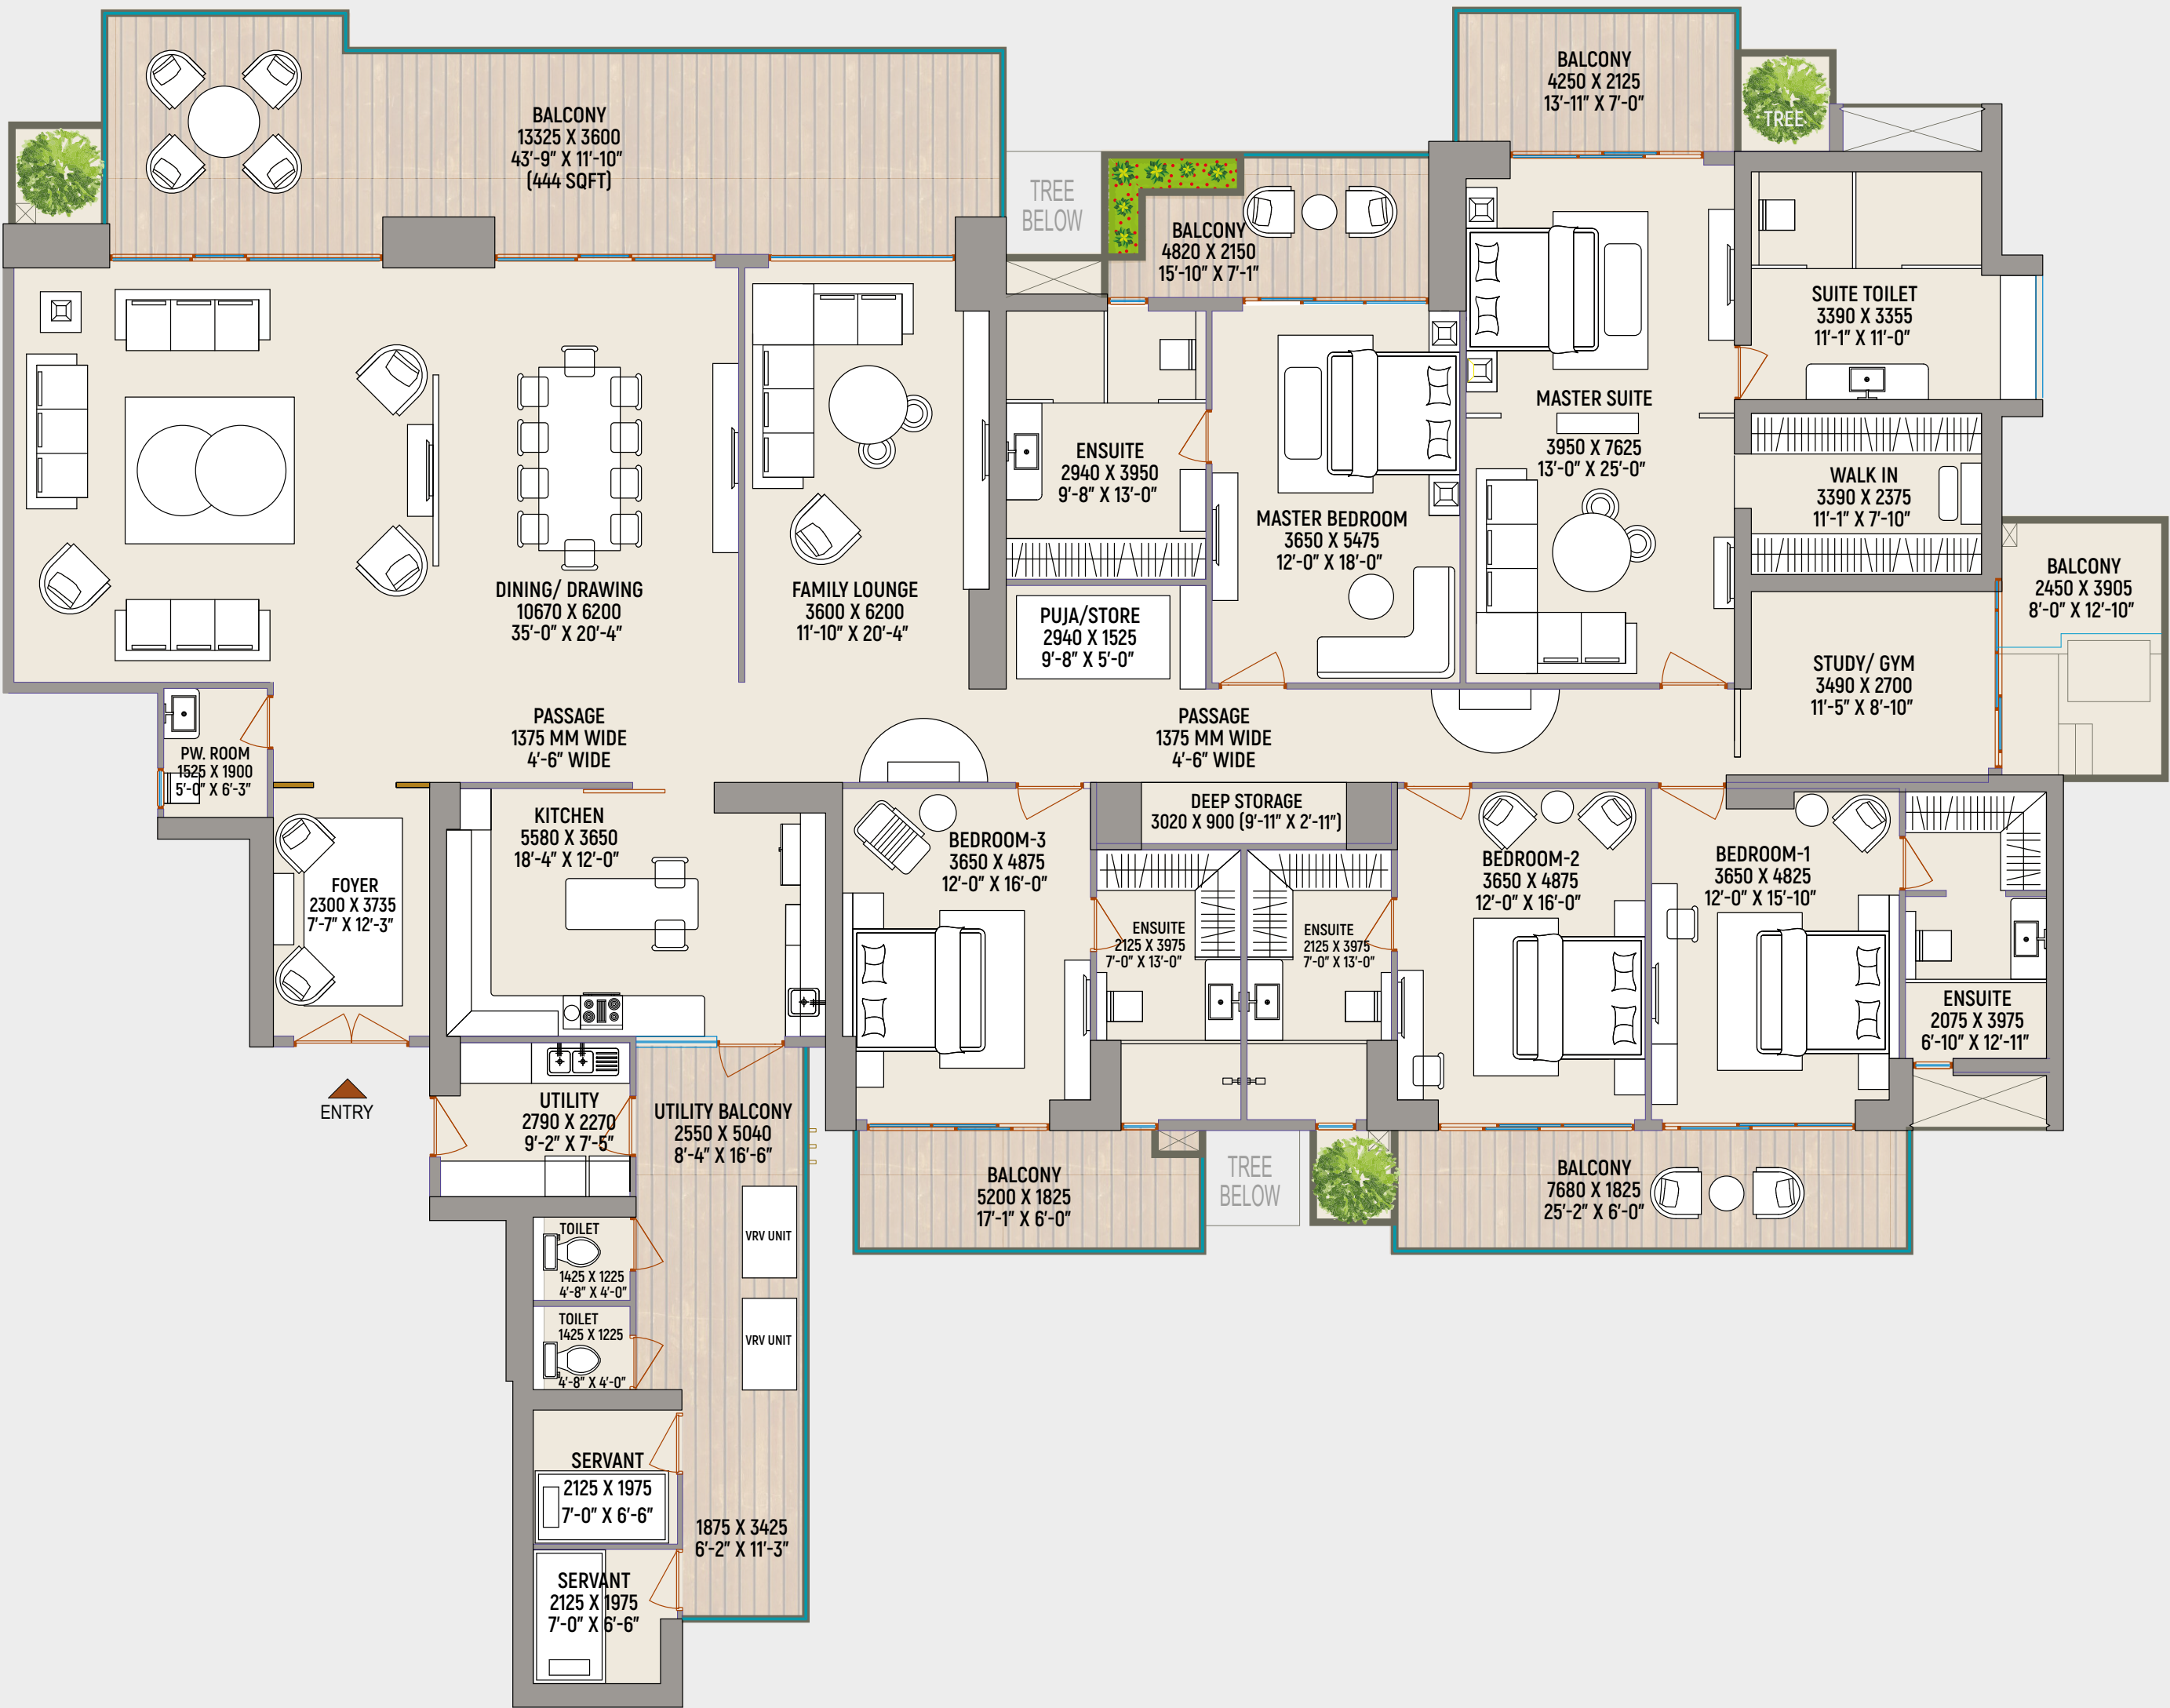 BALCONY
13325 X 3600
43'-9" X 11'-10"
(444 SQFT)
BALCONY
4250 X 2125
13'-11" X 7'-0"
TREE
TREE
BELOW
BALCONY
4820 X 2150
15'-10" X 7'-1"
SUITE TOILET
3390 X 3355
11'-1" X 11'-0"
MASTER SUITE
3950 X 7625
13'-0" X 25'-0"
ENSUITE
2940 X 3950
9'-8" X 13'-0"
WALK IN
3390 X 2375
11'-1" X 7'-10"
MASTER BEDROOM
3650 X 5475
12'-0" X 18'-0"
BALCONY
2450 X 3905
8'-0" X 12'-10"
DINING/ DRAWING
10670 X 6200
35'-0" X 20'-4"
FAMILY LOUNGE
3600 X 6200
11'-10" X 20'-4"
PUJA/STORE
2940 X 1525
9'-8" X 5'-0"
STUDY/ GYM
3490 X 2700
11'-5" X 8'-10"
PASSAGE
1375 MM WIDE
4'-6" WIDE
PASSAGE
1375 MM WIDE
4'-6" WIDE
PW. ROOM
1525 X 1900
5'-0" X 6'-3"
KITCHEN
5580 X 3650
18'-4" X 12'-0"
DEEP STORAGE
3020 X 900 (9'-11" X 2'-11")
BEDROOM-3
3650 X 4875
12'-0" X 16'-0"
BEDROOM-2
3650 X 4875
12'-0" X 16'-0"
BEDROOM-1
3650 X 4825
12'-0" X 15'-10"
FOYER
2300 X 3735
7'-7" X 12'-3"
ENSUITE
2125 X 3975
7'-0" X 13'-0"
ENSUITE
2125 X 3975
7'-0" X 13'-0"
ENSUITE
2075 X 3975
6'-10" X 12'-11"
ENTRY
UTILITY
2790 X 2270
9'-2" X 7'-5"
UTILITY BALCONY
2550 X 5040
8'-4" X 16'-6"
BALCONY
5200 X 1825
17'-1" X 6'-0"
TREE
BELOW
BALCONY
7680 X 1825
25'-2" X 6'-0"
TOILET
1425 X 1225
4'-8" X 4'-0"
VRV UNIT
TOILET
1425 X 1225
4'-8" X 4'-0"
VRV UNIT
SERVANT
2125 X 1975
7'-0" X 6'-6"
1875 X 3425
6'-2" X 11'-3"
SERVANT
2125 X 1975
7'-0" X 6'-6"